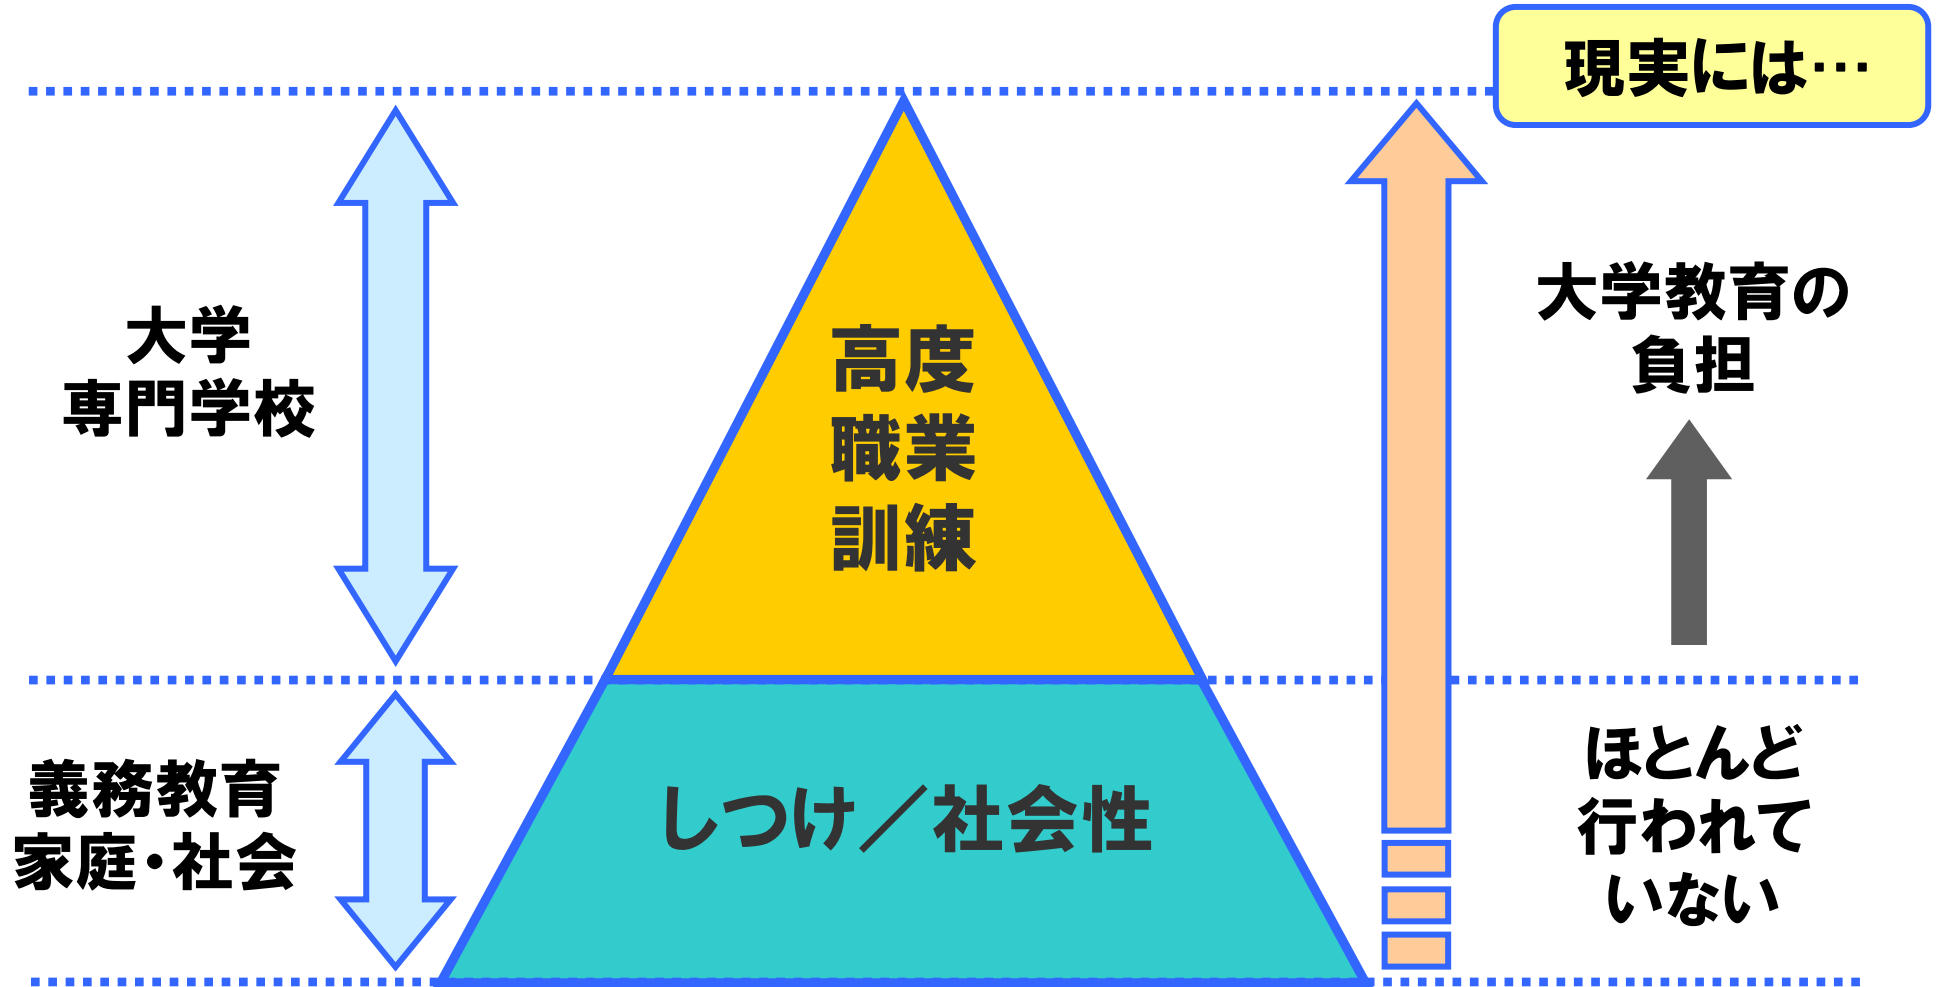 現実には…
大学
専門学校
高度
職業
訓練
大学教育の
負担
義務教育
家庭・社会
しつけ／社会性
ほとんど
行われて
いない